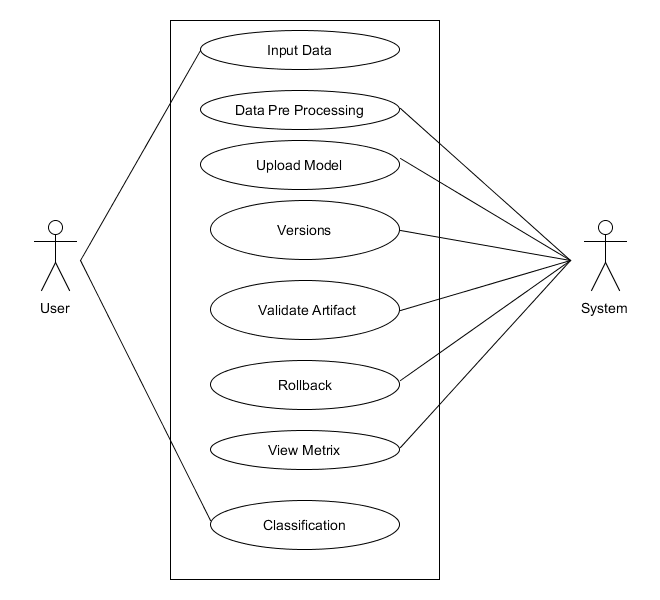 Input Data
Data Pre Processing
Upload Model
Versions
User
System
Validate Artifact
Rollback
View Metrix
Classification